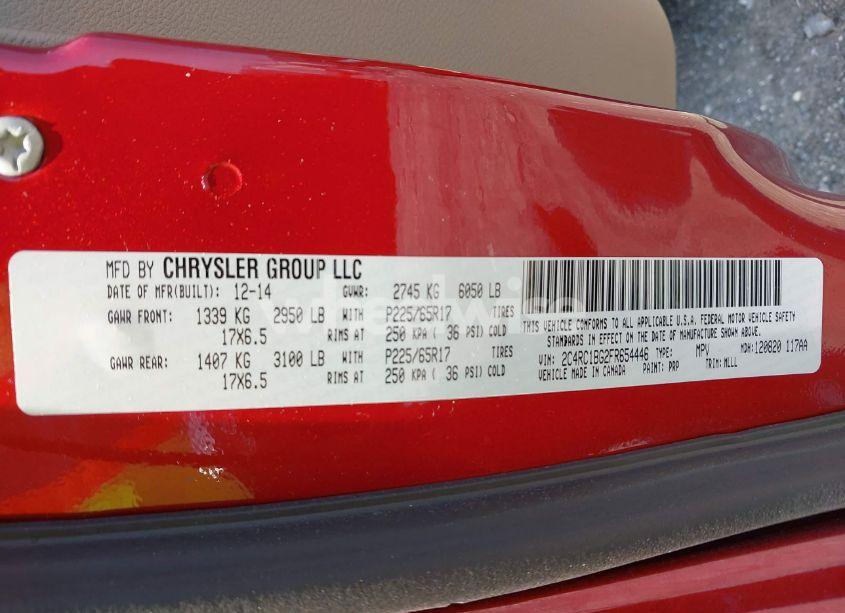 MFD BY CHRYSLER GROUP LLC
DATE OF MFR(BUILT): 12-14 GVWR: 2745 KG 6050 LB
GAWR FRONT: 1339 KG 2950 LB WITH P225/65R17 TIRES
17X6.5 RIMS AT 250 KPA ( 36 PSI) COLD
GAWR REAR: 1407 KG 3100 LB WITH P225/65R17 TIRES
17X6.5 RIMS AT 250 KPA ( 36 PSI) COLD
THIS VEHICLE CONFORMS TO ALL APPLICABLE U.S.A. FEDERAL MOTOR VEHICLE SAFETY
STANDARDS IN EFFECT ON THE DATE OF MANUFACTURE SHOWN ABOVE.
VIN: 2C4RC1BG2FR654446 TYPE: MPV MDH: 120820 117AA
VEHICLE MADE IN CANADA PAINT: PRP TRIM: MLLL